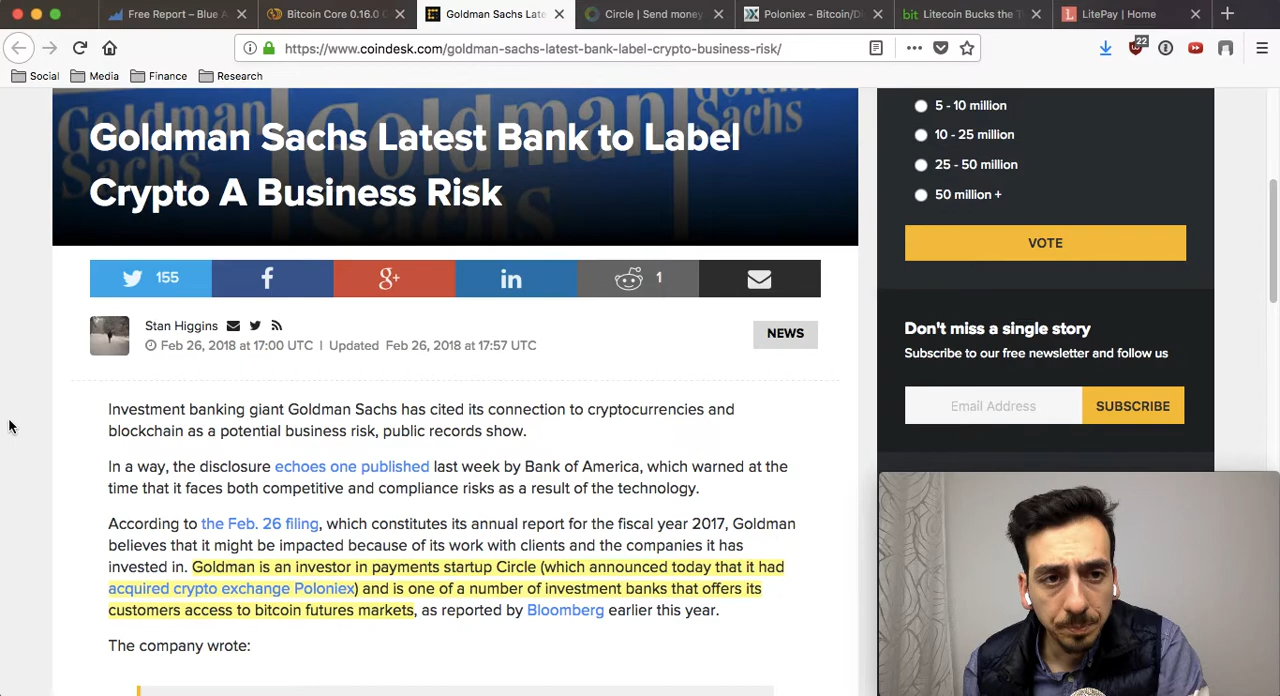 Free Report – Blue A
Bitcoin Core 0.16.0
Goldman Sachs Late
Circle | Send money
Poloniex - Bitcoin/Di
Litecoin Bucks the T
LitePay | Home
https://www.coindesk.com/goldman-sachs-latest-bank-label-crypto-business-risk/
22
Social
Media
Finance
Research
Goldman Sachs Latest Bank to Label
Crypto A Business Risk
155
1
Stan Higgins
Feb 26, 2018 at 17:00 UTC | Updated Feb 26, 2018 at 17:57 UTC
NEWS
Investment banking giant Goldman Sachs has cited its connection to cryptocurrencies and
blockchain as a potential business risk, public records show.
In a way, the disclosure echoes one published last week by Bank of America, which warned at the
time that it faces both competitive and compliance risks as a result of the technology.
According to the Feb. 26 filing, which constitutes its annual report for the fiscal year 2017, Goldman
believes that it might be impacted because of its work with clients and the companies it has
invested in. Goldman is an investor in payments startup Circle (which announced today that it had
acquired crypto exchange Poloniex) and is one of a number of investment banks that offers its
customers access to bitcoin futures markets, as reported by Bloomberg earlier this year.
The company wrote:
5 - 10 million
10 - 25 million
25 - 50 million
50 million +
VOTE
Don't miss a single story
Subscribe to our free newsletter and follow us
Email Address
SUBSCRIBE